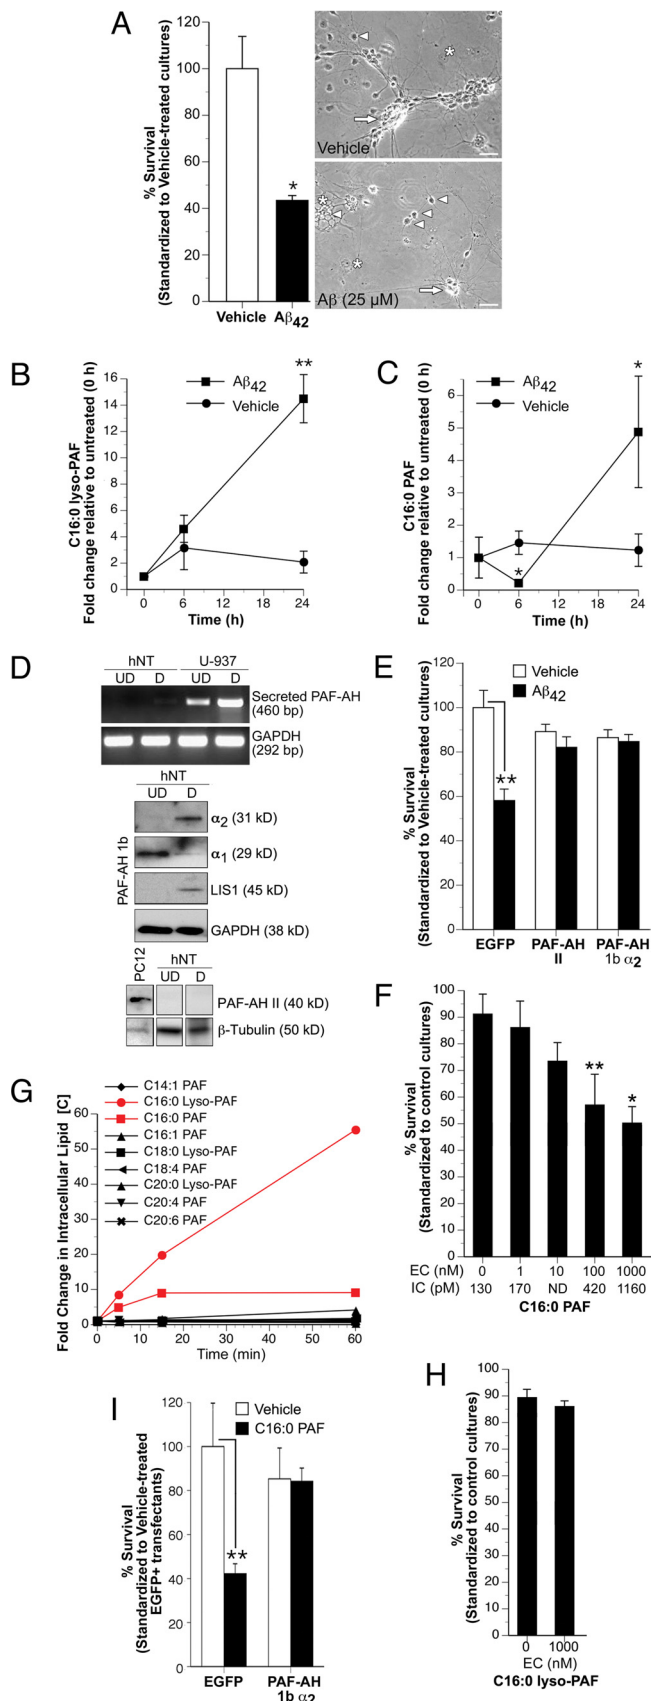 A
% Survival
(Standardized to Vehicle-treated cultures)
120
100
80
60
40
20
0
*
Vehicle
Aβ42
*
Vehicle
*
*
Aβ (25 µM)
B
C16:0 lyso-PAF
Fold change relative to untreated (0 h)
16
14
12
10
8
6
4
2
0
Aβ42
Vehicle
**
0
6
24
Time (h)
C
C16:0 PAF
Fold change relative to untreated (0 h)
6
5
4
3
2
1
0
Aβ42
Vehicle
*
*
0
6
24
Time (h)
D
hNT
U-937
UD
D
UD
D
Secreted PAF-AH
(460 bp)
GAPDH
(292 bp)
hNT
UD
D
PAF-AH 1b
α2 (31 kD)
α1 (29 kD)
LIS1 (45 kD)
GAPDH (38 kD)
PC12
hNT
UD
D
PAF-AH II (40 kD)
β-Tubulin (50 kD)
E
% Survival
(Standardized to Vehicle-treated cultures)
120
100
80
60
40
20
0
Vehicle
Aβ42
**
EGFP
PAF-AH
II
PAF-AH
1b α2
F
% Survival
(Standardized to control cultures)
100
90
80
70
60
50
40
30
20
10
0
**
*
EC (nM)
0
1
10
100
1000
IC (pM)
130
170
ND
420
1160
C16:0 PAF
G
Fold Change in Intracellular Lipid [C]
60
50
40
30
20
10
0
C14:1 PAF
C16:0 Lyso-PAF
C16:0 PAF
C16:1 PAF
C18:0 Lyso-PAF
C18:4 PAF
C20:0 Lyso-PAF
C20:4 PAF
C20:6 PAF
0
10
20
30
40
50
60
Time (min)
H
% Survival
(Standardized to control cultures)
100
90
80
70
60
50
40
30
20
10
0
0
1000
EC (nM)
C16:0 lyso-PAF
I
% Survival
(Standardized to Vehicle-treated
EGFP+ transfectants)
120
100
80
60
40
20
0
Vehicle
C16:0 PAF
**
EGFP
PAF-AH
1b α2